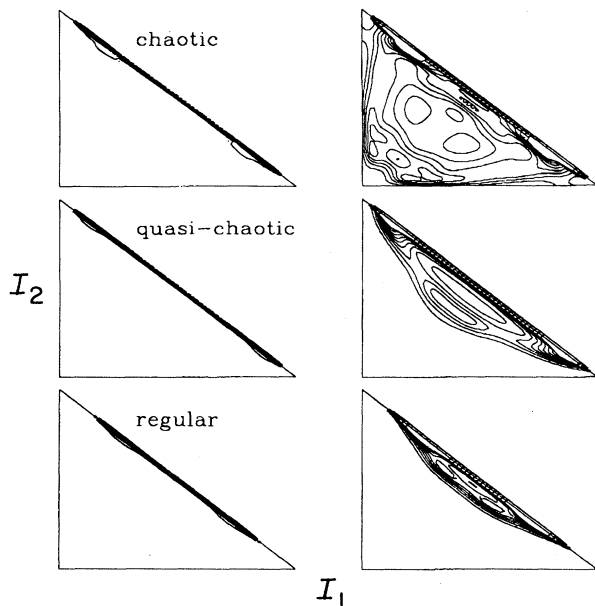 chaotic
quasi-chaotic
I₂
regular
I₁